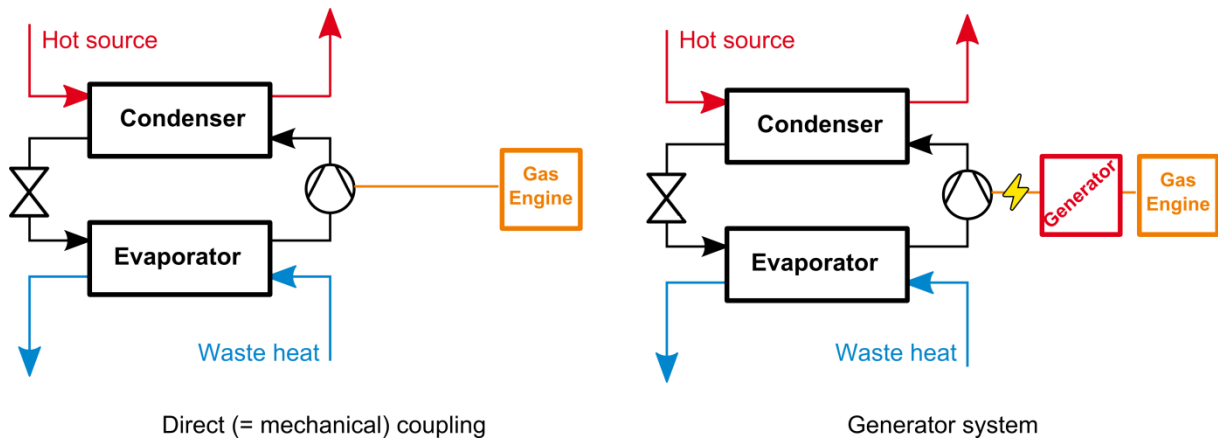 Hot source
Condenser
Gas
Engine
Evaporator
Waste heat
Direct (= mechanical) coupling
Hot source
Condenser
Generator
Gas
Engine
Evaporator
Waste heat
Generator system